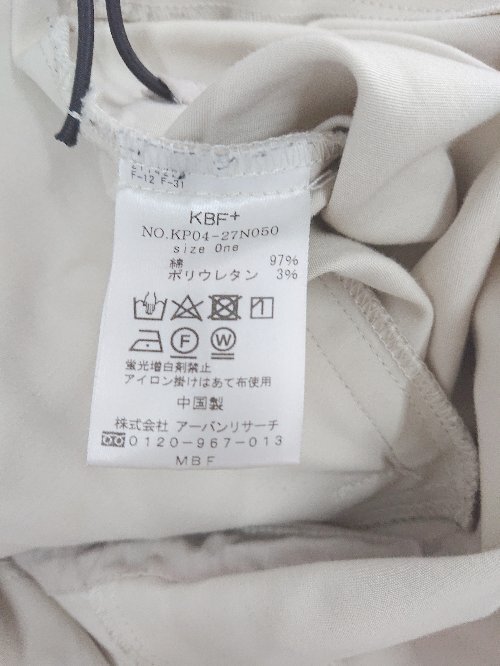 F-12 F-31
KBF+
NO.KP04-27N050
size One
綿 97%
ポリウレタン 3%
F W
蛍光増白剤禁止
アイロン掛けはあて布使用
中国製
株式会社 アーバンリサーチ
0120-967-013
MBF